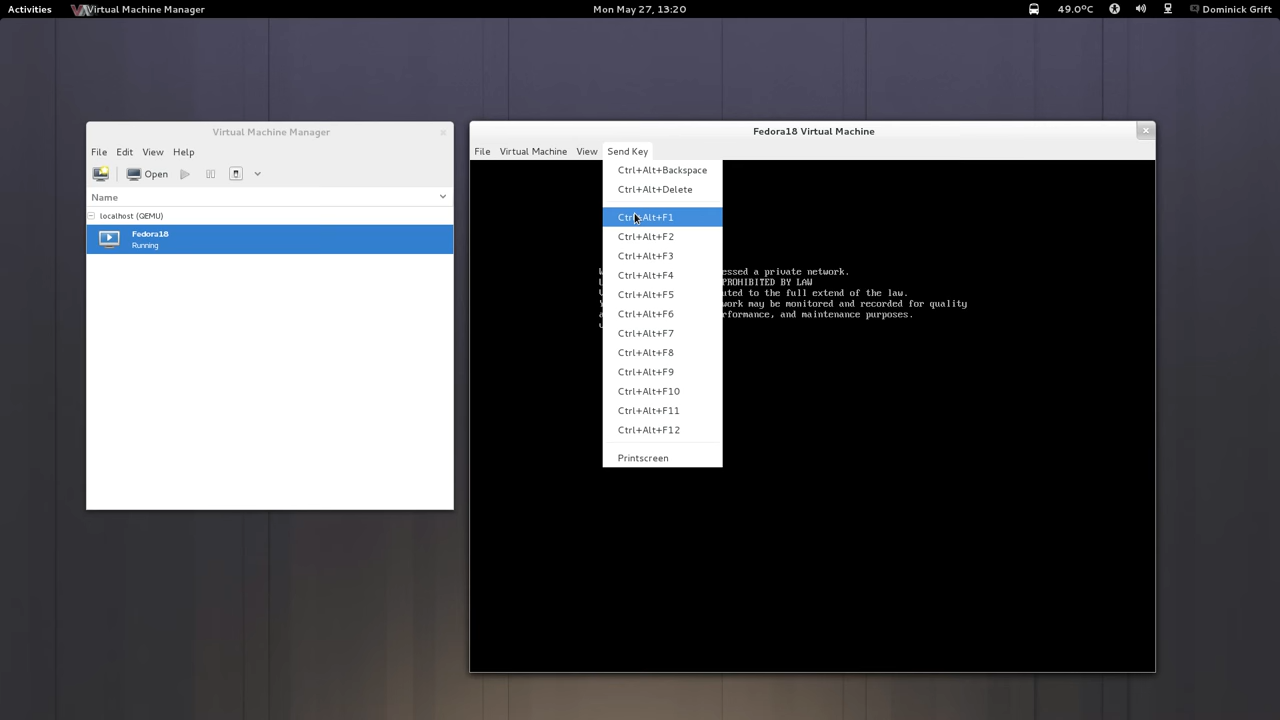 Activities
Virtual Machine Manager
Mon May 27, 13:20
49.0°C
Dominick Grift
Virtual Machine Manager
File Edit View Help
Open
Name
localhost (QEMU)
Fedora18
Running
Fedora18 Virtual Machine
File Virtual Machine View Send Key
Ctrl+Alt+Backspace
Ctrl+Alt+Delete
Ctrl+Alt+F1
Ctrl+Alt+F2
Ctrl+Alt+F3
Ctrl+Alt+F4
Ctrl+Alt+F5
Ctrl+Alt+F6
Ctrl+Alt+F7
Ctrl+Alt+F8
Ctrl+Alt+F9
Ctrl+Alt+F10
Ctrl+Alt+F11
Ctrl+Alt+F12
Printscreen
essed a private network.
PROHIBITED BY LAW
uted to the full extend of the law.
work may be monitored and recorded for quality
rformance, and maintenance purposes.